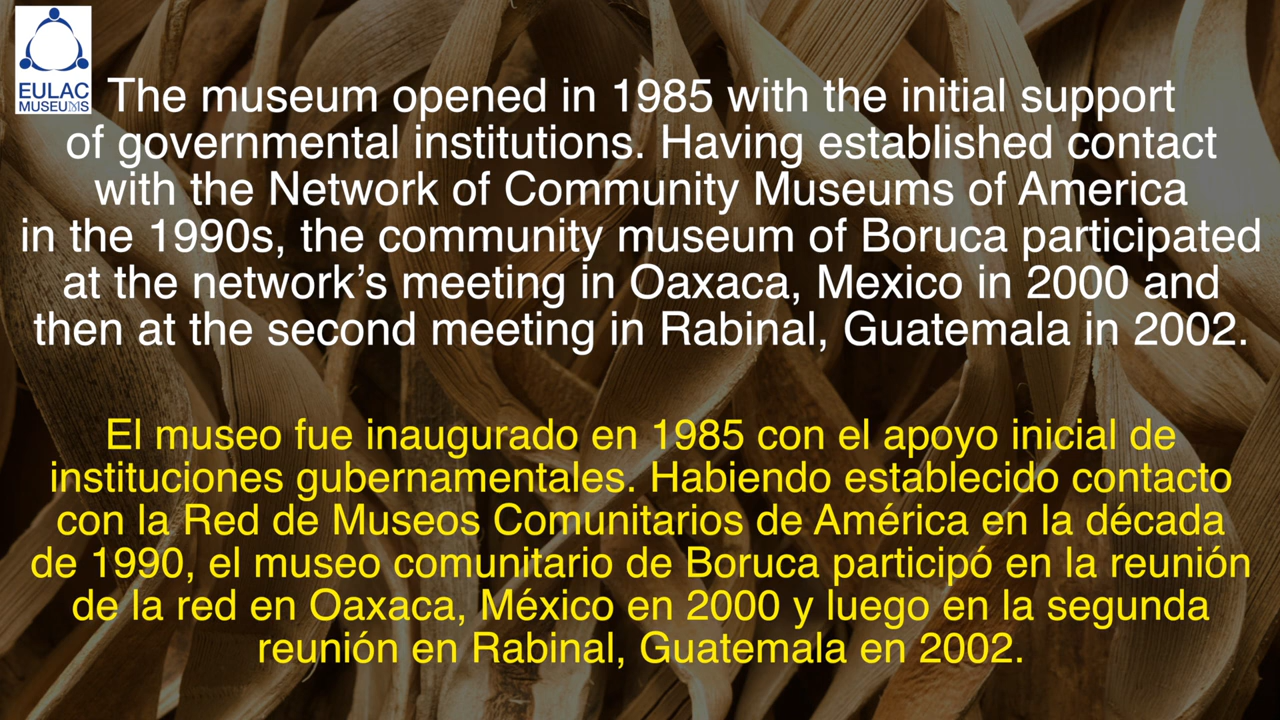 EULAC
MUSEUMS
The museum opened in 1985 with the initial support
of governmental institutions. Having established contact
with the Network of Community Museums of America
in the 1990s, the community museum of Boruca participated
at the network’s meeting in Oaxaca, Mexico in 2000 and
then at the second meeting in Rabinal, Guatemala in 2002.
El museo fue inaugurado en 1985 con el apoyo inicial de
instituciones gubernamentales. Habiendo establecido contacto
con la Red de Museos Comunitarios de América en la década
de 1990, el museo comunitario de Boruca participó en la reunión
de la red en Oaxaca, México en 2000 y luego en la segunda
reunión en Rabinal, Guatemala en 2002.